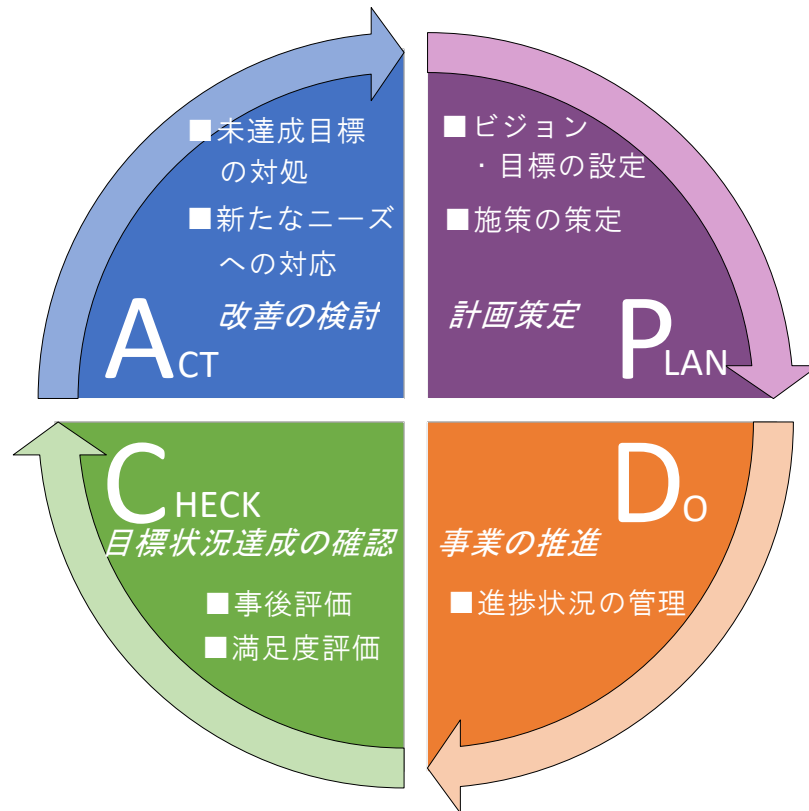 ■未達成目標
の対処
■新たなニーズ
への対応
改善の検討
ACT
■ビジョン
・目標の設定
■施策の策定
計画策定
PLAN
CHECK
目標状況達成の確認
■事後評価
■満足度評価
DO
事業の推進
■進捗状況の管理